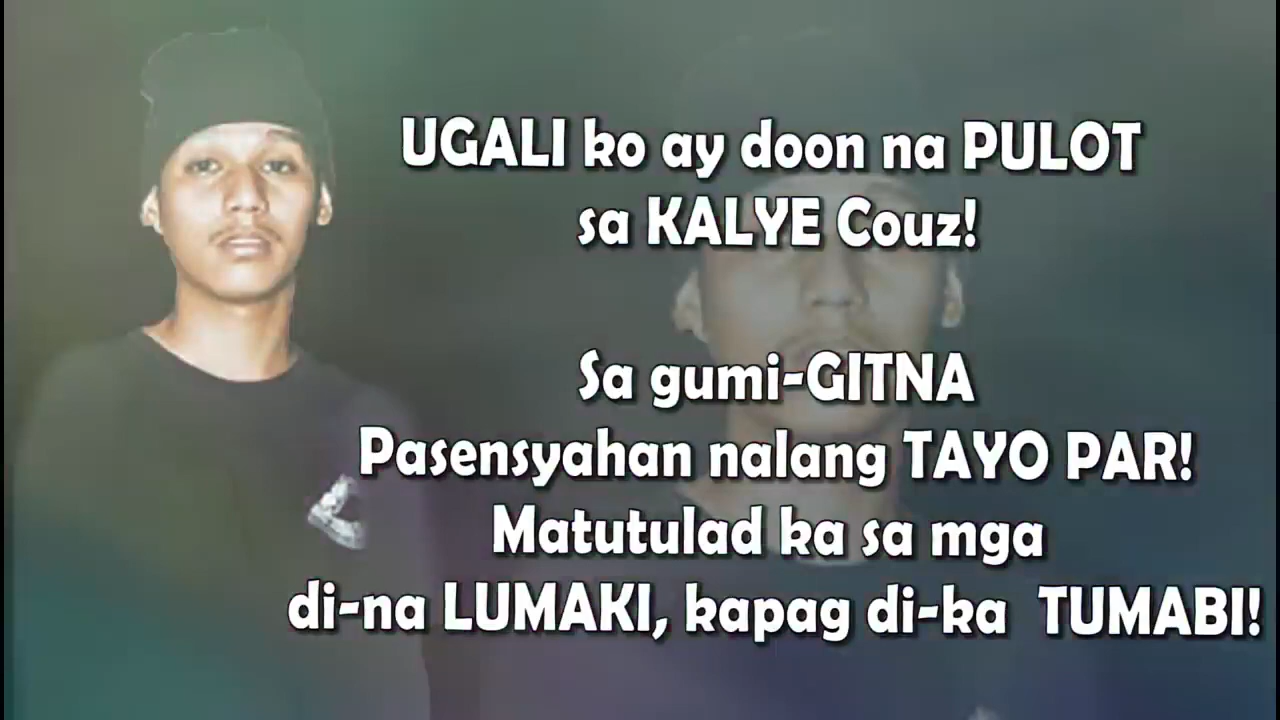 UGALI ko ay doon na PULOT
sa KALYE Couz!
Sa gumi-GITNA
Pasensyahan nalang TAYO PAR!
Matutulad ka sa mga
di-na LUMAKI, kapag di-ka TUMABI!